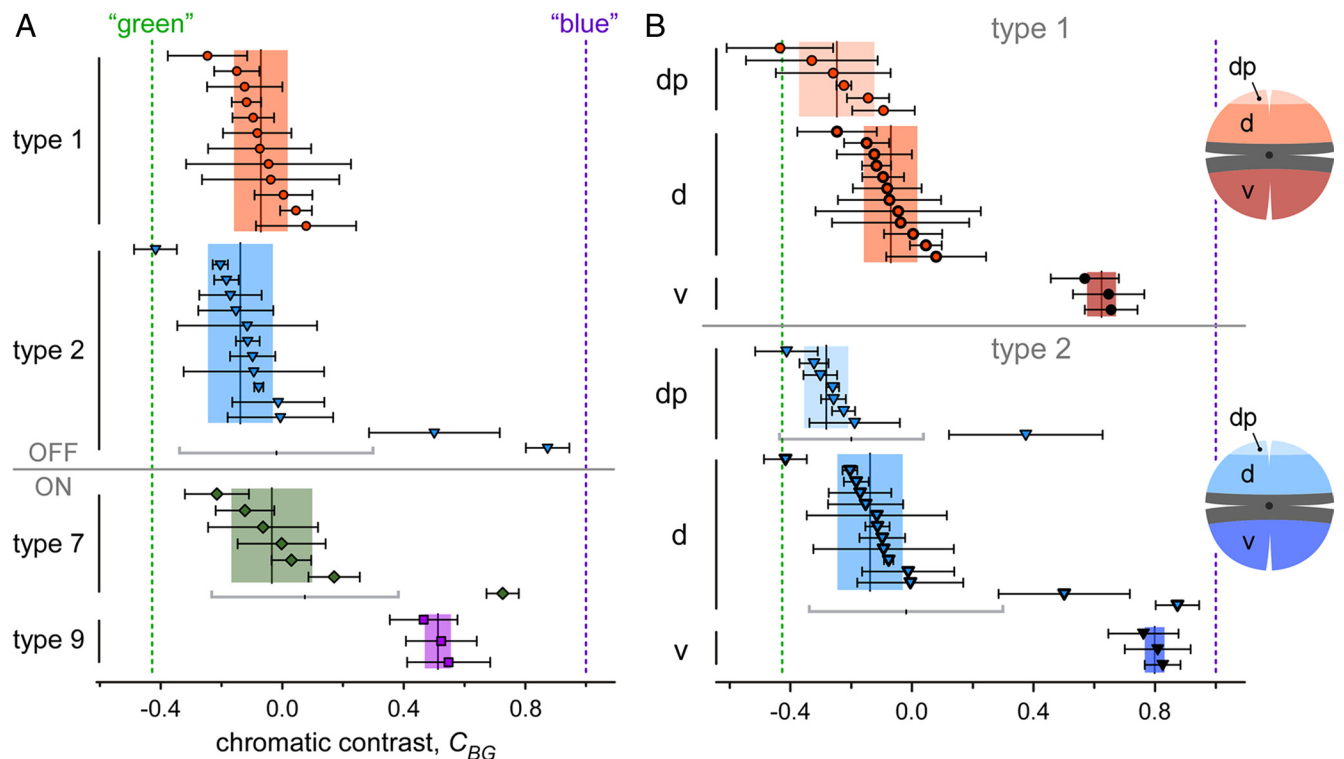 A
"green"
"blue"
type 1
type 2
OFF
ON
type 7
type 9
-0.4
0.0
0.4
0.8
chromatic contrast, C_BG
B
type 1
dp
d
v
dp
d
v
type 2
dp
d
v
dp
d
v
-0.4
0.0
0.4
0.8